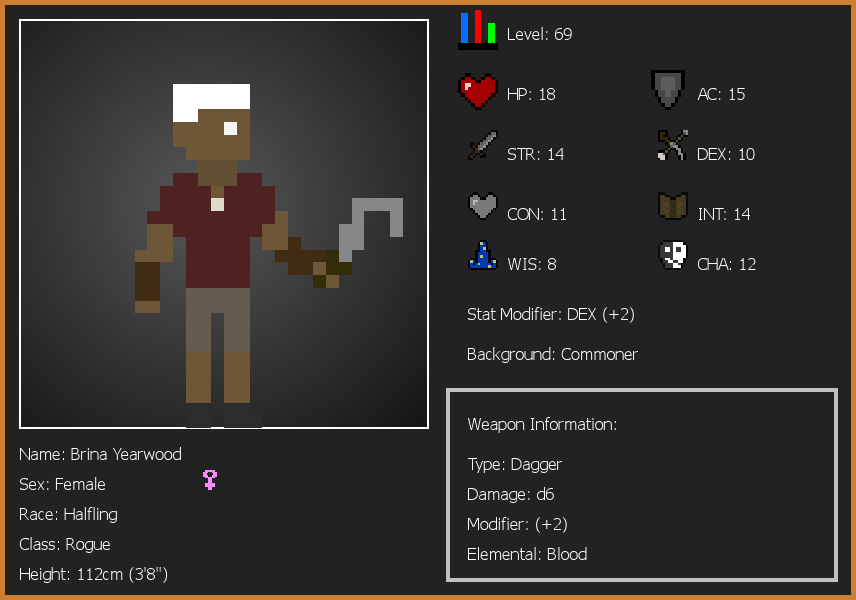 Level: 69
HP: 18
AC: 15
STR: 14
DEX: 10
CON: 11
INT: 14
WIS: 8
CHA: 12
Stat Modifier: DEX (+2)
Background: Commoner
Weapon Information:
Type: Dagger
Damage: d6
Modifier: (+2)
Elemental: Blood
Name: Brina Yearwood
Sex: Female
Race: Halfling
Class: Rogue
Height: 112cm (3'8")